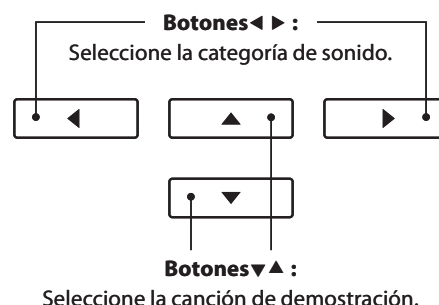 Botones◀ ▶ :
Seleccione la categoría de sonido.
Botones▼▲ :
Seleccione la canción de demostración.